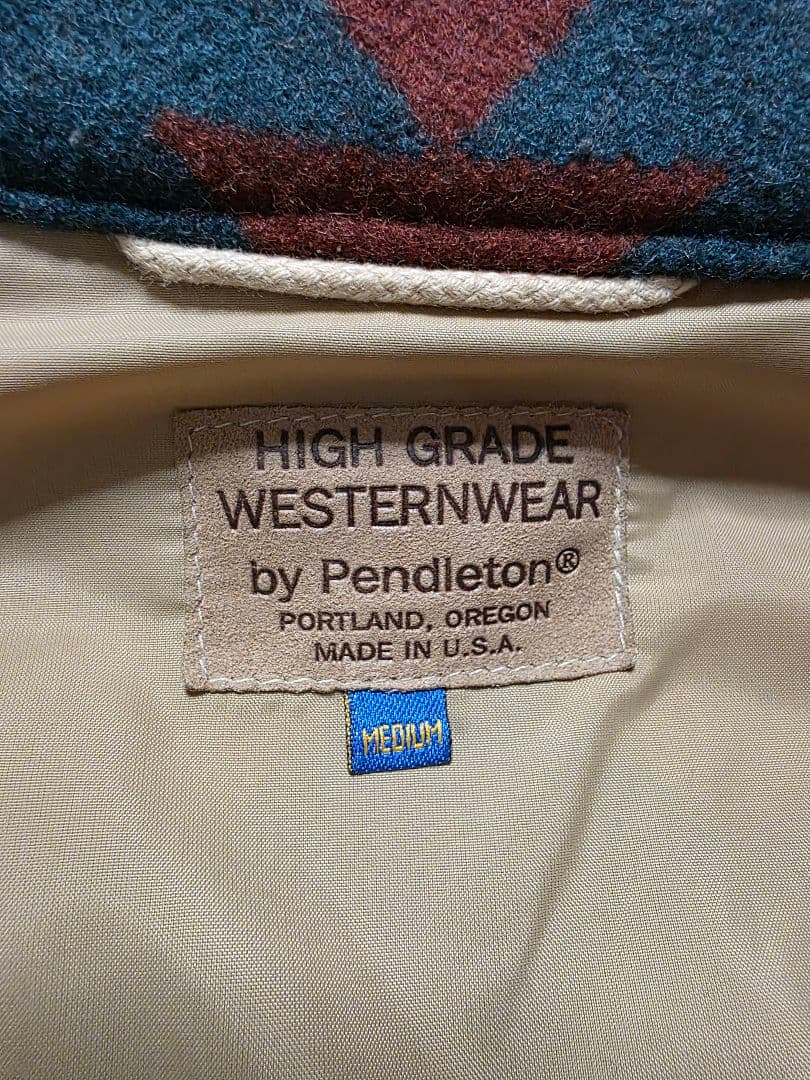 HIGH GRADE
WESTERNWEAR
by Pendleton®
PORTLAND, OREGON
MADE IN U.S.A.
MEDIUM